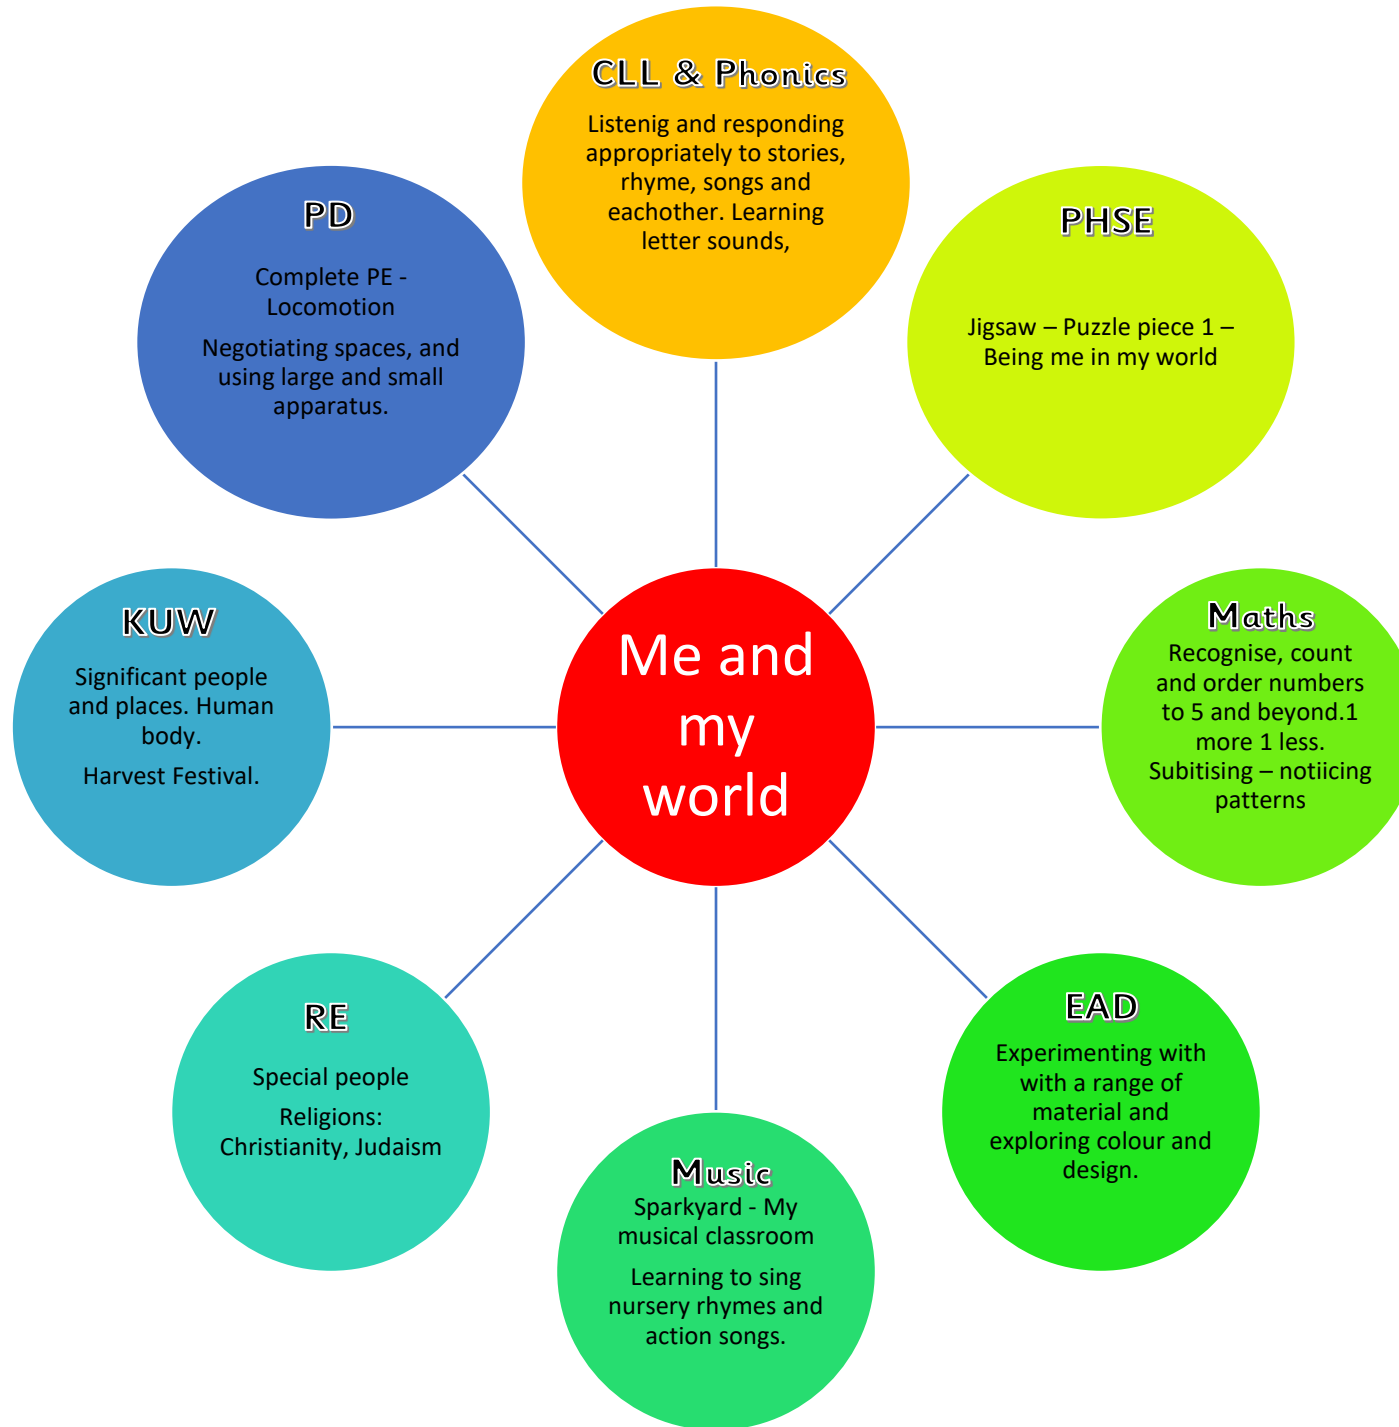 CLL & Phonics
Listenig and responding
appropriately to stories,
rhyme, songs and
eachother. Learning
letter sounds,
PHSE
Jigsaw – Puzzle piece 1 –
Being me in my world
Maths
Recognise, count
and order numbers
to 5 and beyond.1
more 1 less.
Subitising – notiicing
patterns
EAD
Experimenting with
with a range of
material and
exploring colour and
design.
Music
Sparkyard - My
musical classroom
Learning to sing
nursery rhymes and
action songs.
RE
Special people
Religions:
Christianity, Judaism
KUW
Significant people
and places. Human
body.
Harvest Festival.
PD
Complete PE -
Locomotion
Negotiating spaces, and
using large and small
apparatus.
Me and
my
world